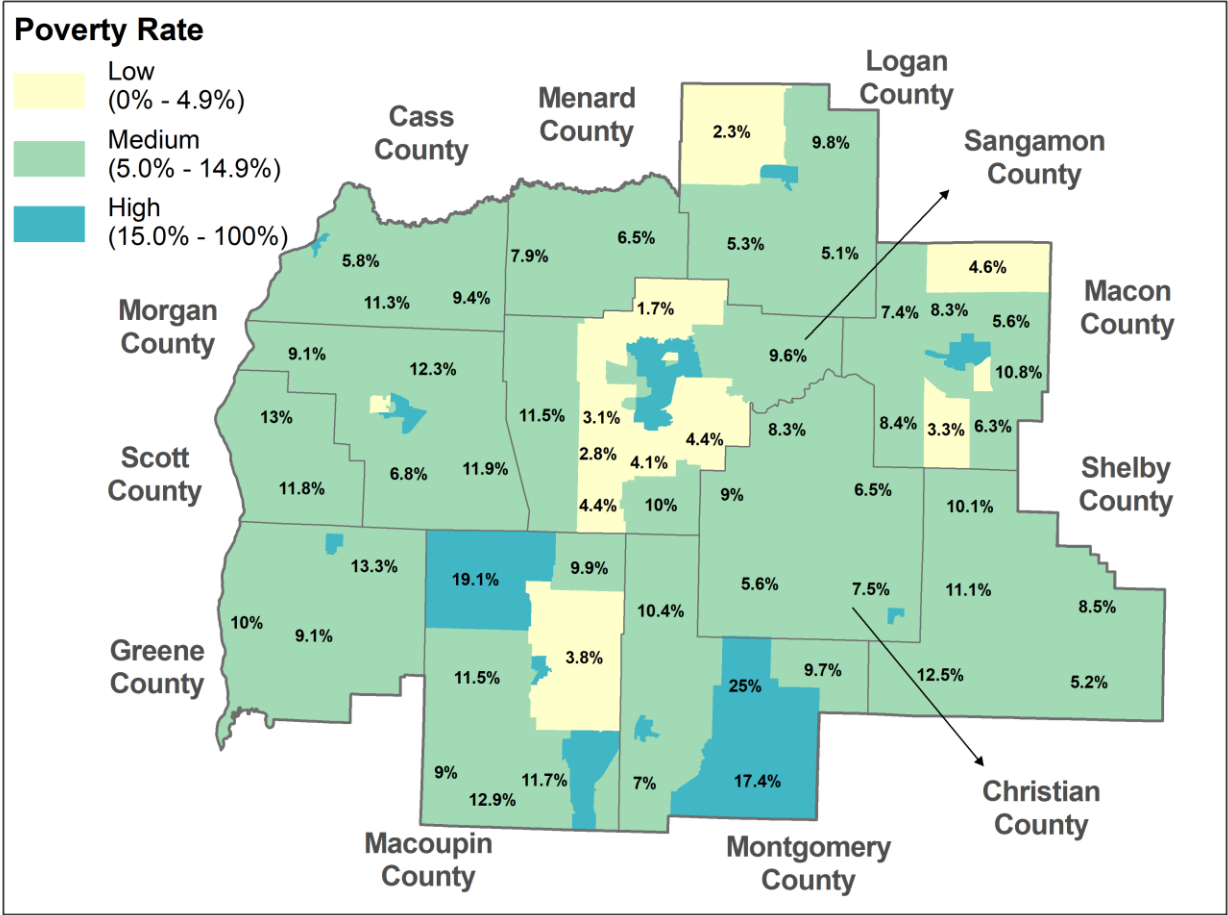 Poverty Rate
Low
(0% - 4.9%)
Medium
(5.0% - 14.9%)
High
(15.0% - 100%)
Cass
County
Menard
County
Logan
County
Sangamon
County
2.3%
9.8%
5.3%
5.1%
7.9%
6.5%
5.8%
11.3%
9.4%
Morgan
County
9.1%
12.3%
6.8%
11.9%
1.7%
9.6%
11.5%
3.1%
2.8%
4.1%
4.4%
4.4%
10%
4.6%
7.4%
8.3%
5.6%
10.8%
8.4%
3.3%
6.3%
Macon
County
Scott
County
13%
11.8%
8.3%
9%
6.5%
5.6%
7.5%
Shelby
County
10.1%
11.1%
8.5%
12.5%
5.2%
Greene
County
13.3%
10%
9.1%
19.1%
9.9%
3.8%
11.5%
9%
12.9%
11.7%
10.4%
25%
9.7%
7%
17.4%
Macoupin
County
Montgomery
County
Christian
County